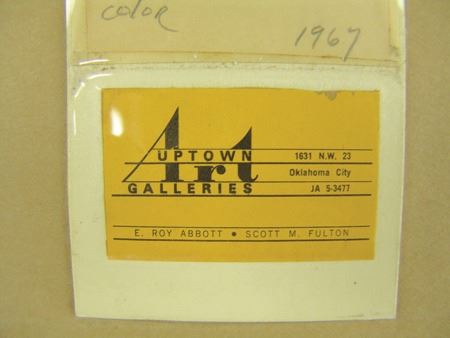 color
1967
UPTOWN
Art
GALLERIES
1631 N.W. 23
Oklahoma City
JA 5-3477
E. ROY ABBOTT • SCOTT M. FULTON